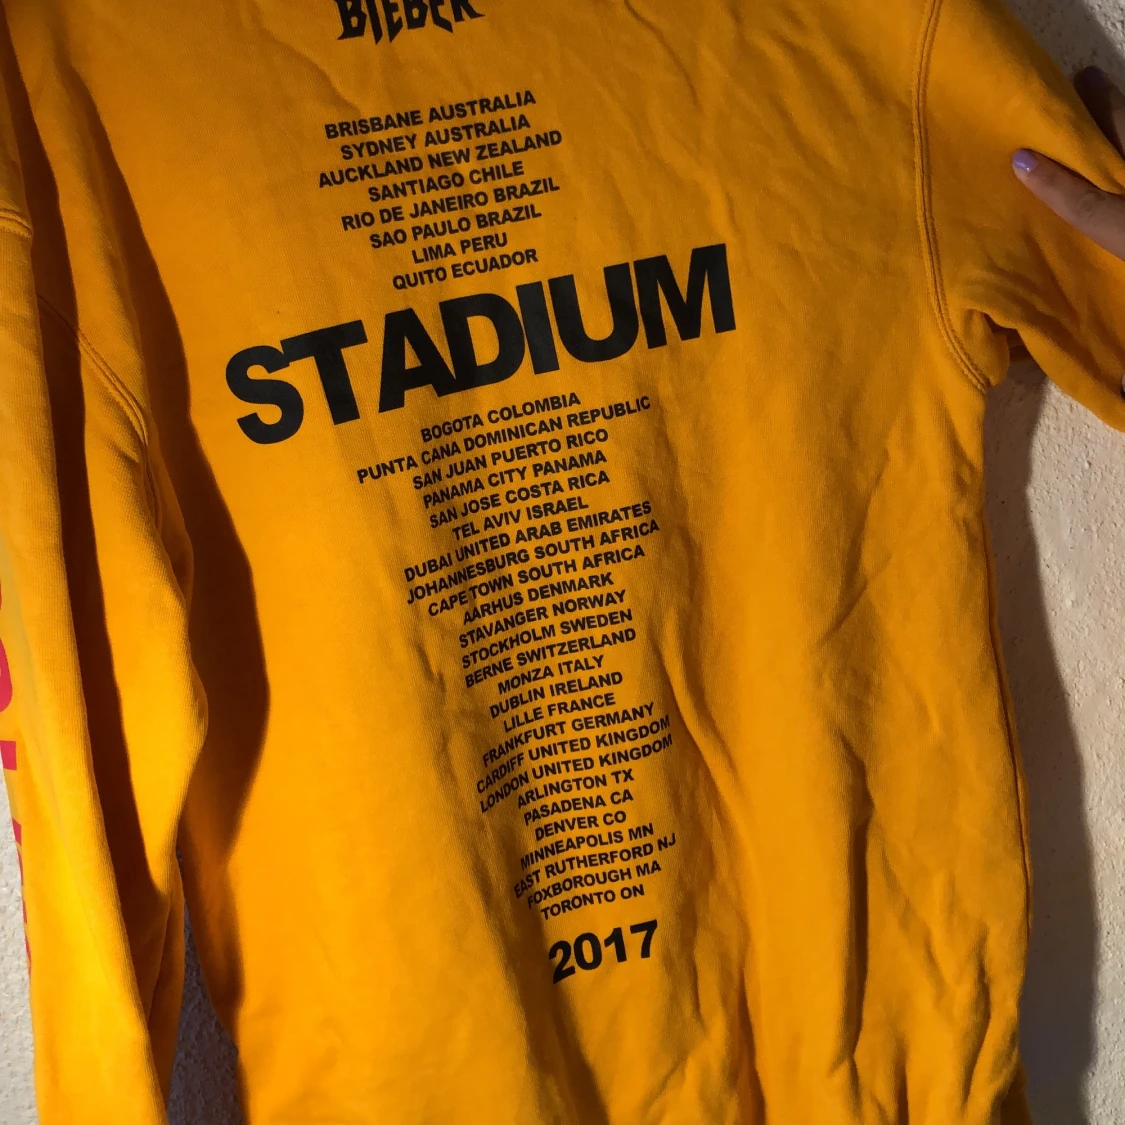 BIEBER
BRISBANE AUSTRALIA
SYDNEY AUSTRALIA
AUCKLAND NEW ZEALAND
SANTIAGO CHILE
RIO DE JANEIRO BRAZIL
SAO PAULO BRAZIL
LIMA PERU
QUITO ECUADOR
STADIUM
BOGOTA COLOMBIA
PUNTA CANA DOMINICAN REPUBLIC
SAN JUAN PUERTO RICO
PANAMA CITY PANAMA
SAN JOSE COSTA RICA
TEL AVIV ISRAEL
DUBAI UNITED ARAB EMIRATES
JOHANNESBURG SOUTH AFRICA
CAPE TOWN SOUTH AFRICA
AARHUS DENMARK
STAVANGER NORWAY
STOCKHOLM SWEDEN
BERNE SWITZERLAND
MONZA ITALY
DUBLIN IRELAND
LILLE FRANCE
FRANKFURT GERMANY
CARDIFF UNITED KINGDOM
LONDON UNITED KINGDOM
ARLINGTON TX
PASADENA CA
DENVER CO
MINNEAPOLIS MN
EAST RUTHERFORD NJ
FOXBOROUGH MA
TORONTO ON
2017